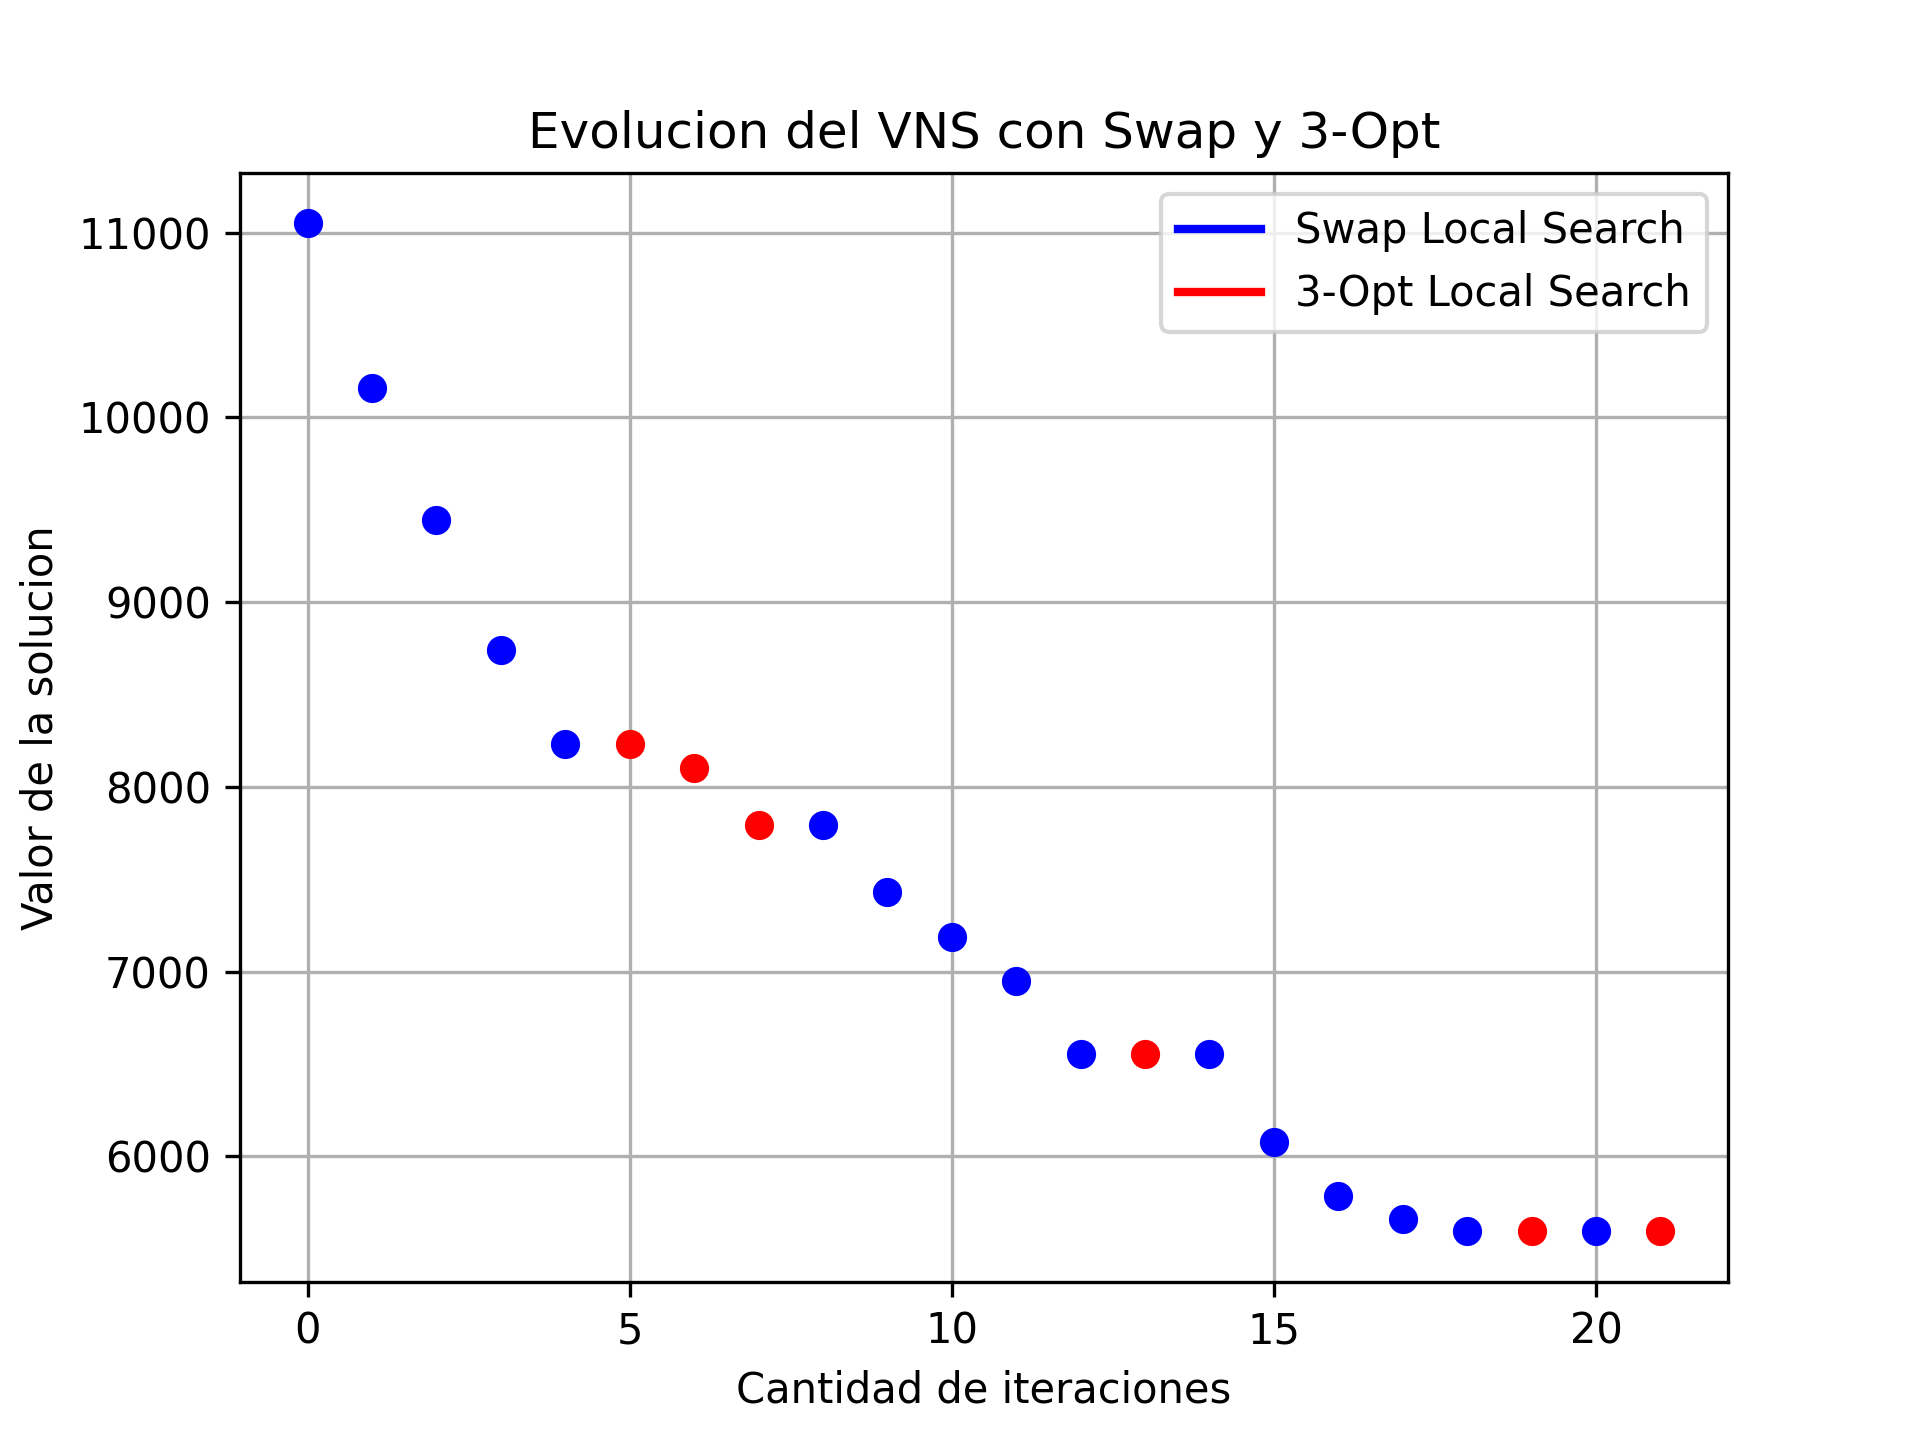 Evolucion del VNS con Swap y 3-Opt
Swap Local Search
3-Opt Local Search
Valor de la solucion
11000
10000
9000
8000
7000
6000
0 5 10 15 20
Cantidad de iteraciones